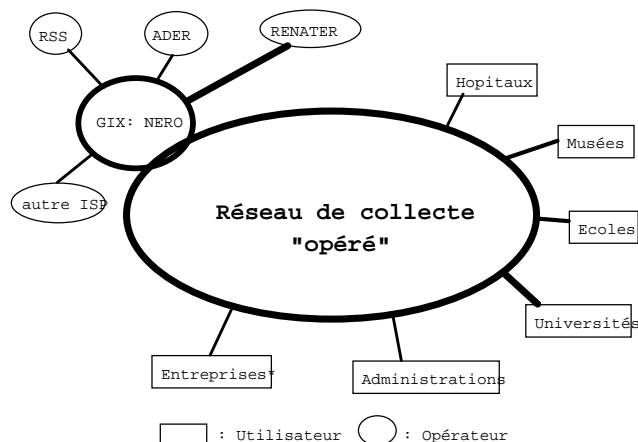 RSS
ADER
RENATER
GIX: NERO
autre ISP
Hopitaux
Musées
Réseau de collecte
"opéré"
Ecoles
Universités
Entreprises*
Administrations
: Utilisateur
: Opérateur